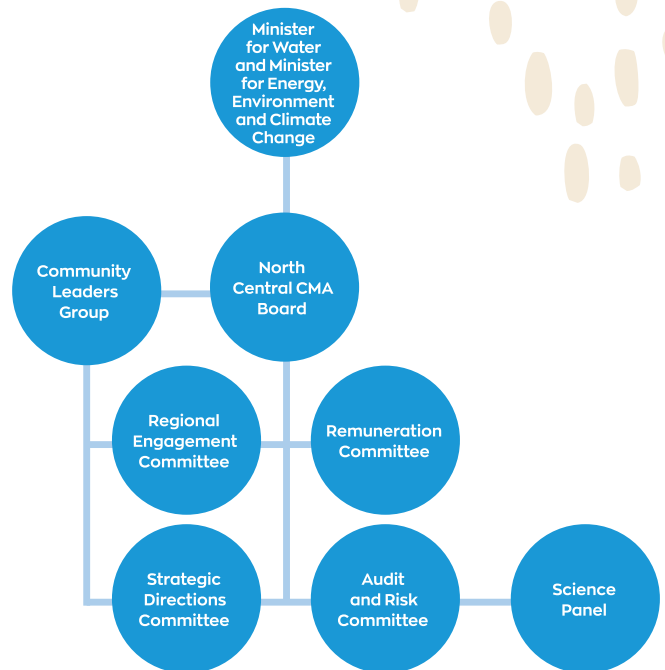 Minister
for Water
and Minister
for Energy,
Environment
and Climate
Change
Community
Leaders
Group
North
Central CMA
Board
Regional
Engagement
Committee
Remuneration
Committee
Strategic
Directions
Committee
Audit
and Risk
Committee
Science
Panel